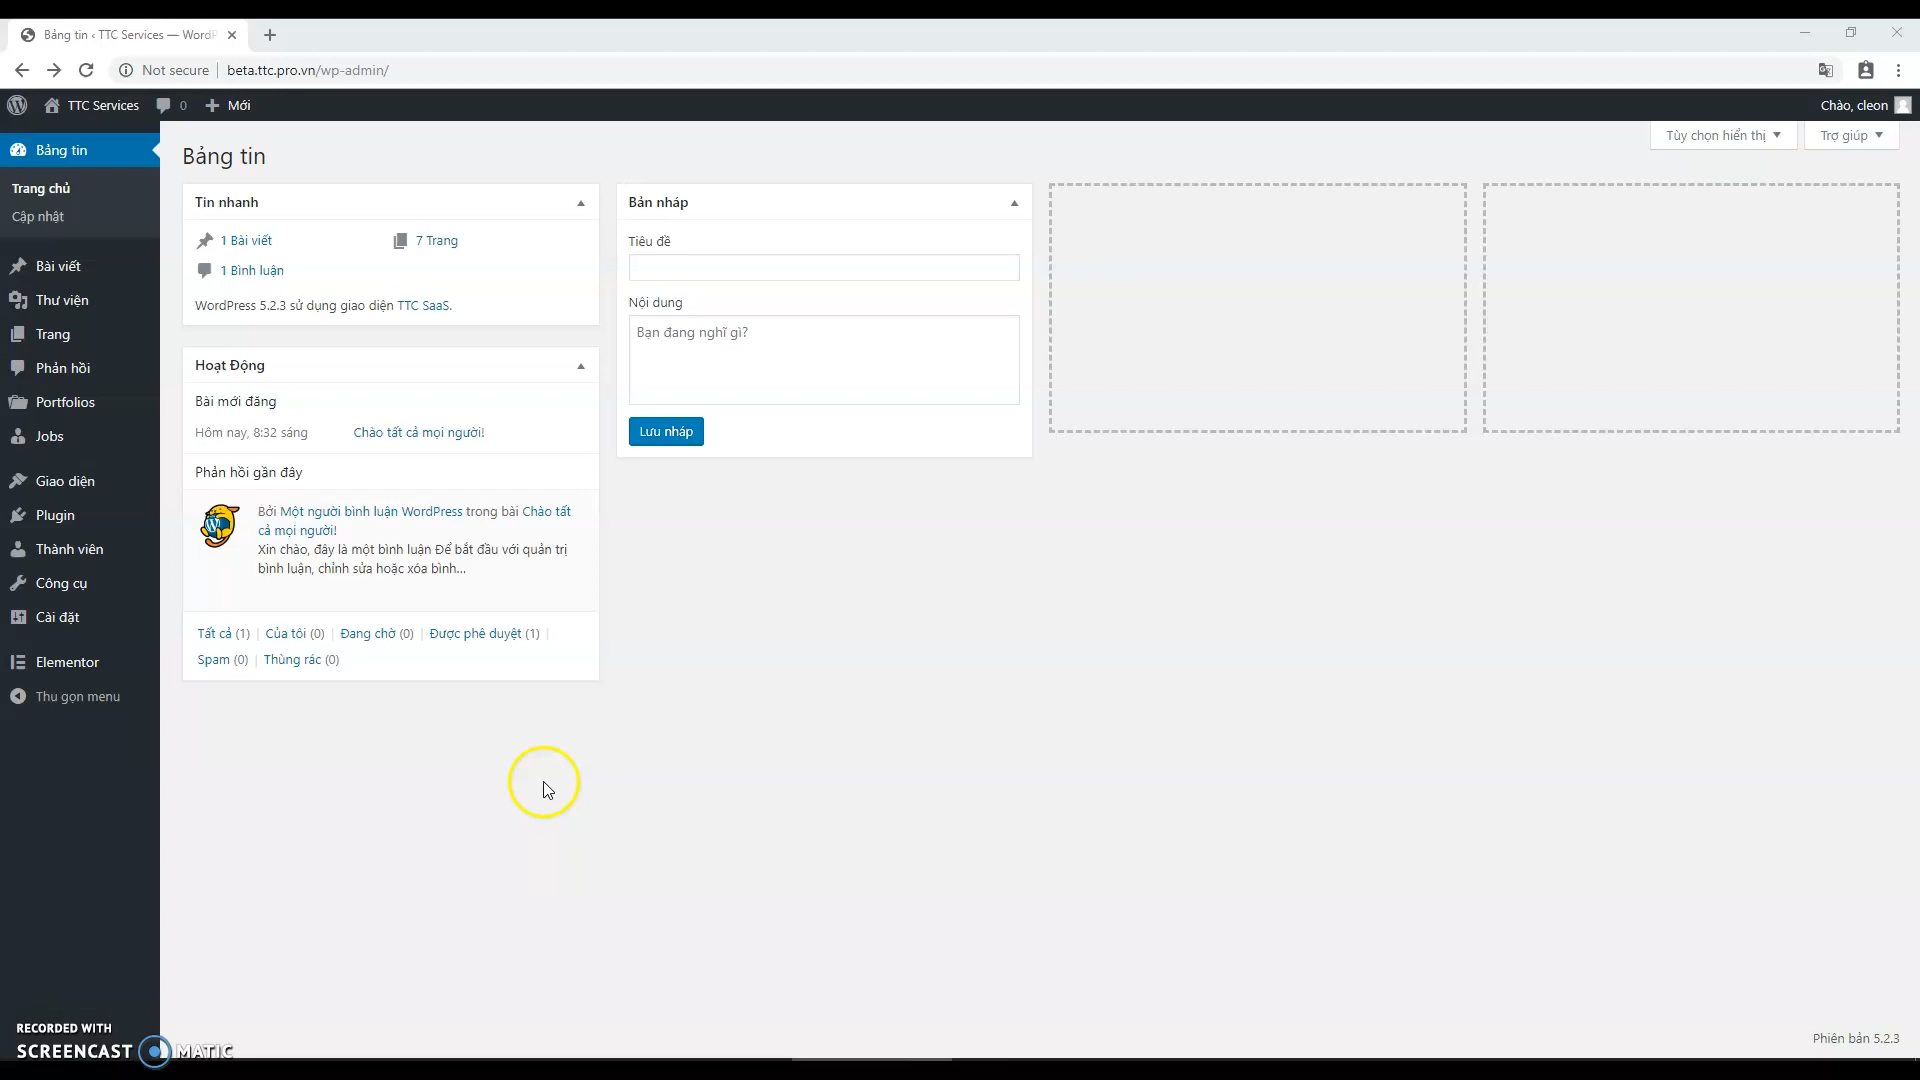 Bảng tin ‹ TTC Services — WordP
Not secure | beta.ttc.pro.vn/wp-admin/
TTC Services 0 Mới Chào, cleon
Tùy chọn hiển thị Trợ giúp
Bảng tin
Trang chủ
Cập nhật
Bài viết
Thư viện
Trang
Phản hồi
Portfolios
Jobs
Giao diện
Plugin
Thành viên
Công cụ
Cài đặt
Elementor
Thu gọn menu
Bảng tin
Tin nhanh
1 Bài viết 7 Trang
1 Bình luận
WordPress 5.2.3 sử dụng giao diện TTC SaaS.
Hoạt Động
Bài mới đăng
Hôm nay, 8:32 sáng Chào tất cả mọi người!
Phản hồi gần đây
Bởi Một người bình luận WordPress trong bài Chào tất
cả mọi người!
Xin chào, đây là một bình luận Để bắt đầu với quản trị
bình luận, chỉnh sửa hoặc xóa bình...
Tất cả (1) | Của tôi (0) | Đang chờ (0) | Được phê duyệt (1) |
Spam (0) | Thùng rác (0)
Bản nháp
Tiêu đề
Nội dung
Bạn đang nghĩ gì?
Lưu nháp
Phiên bản 5.2.3
RECORDED WITH
SCREENCAST MATIC